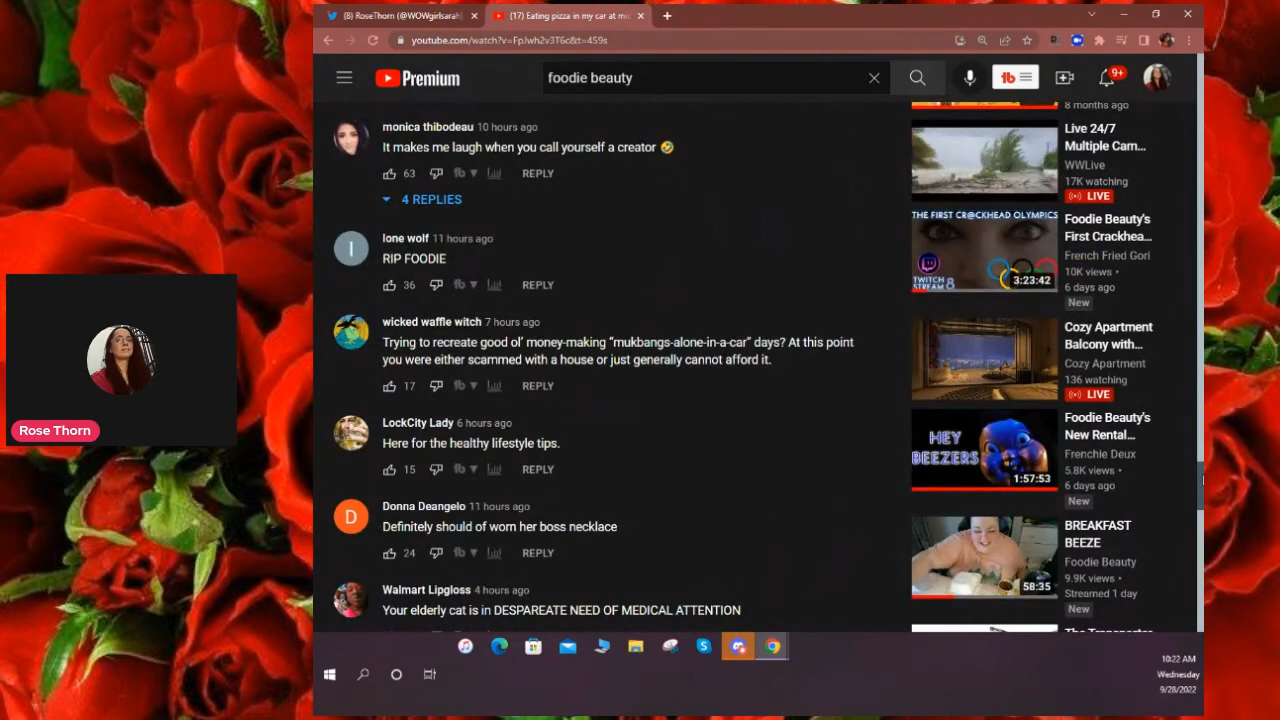 (8) RoseThorn (@WOWgirlsarah)
(17) Eating pizza in my car at mi
youtube.com/watch?v=FpJwh2v3T6c&t=459s
Premium
foodie beauty
9+
monica thibodeau 10 hours ago
It makes me laugh when you call yourself a creator 🤣
63 REPLY
4 REPLIES
l
lone wolf 11 hours ago
RIP FOODIE
36 REPLY
wicked waffle witch 7 hours ago
Trying to recreate good ol' money-making “mukbangs-alone-in-a-car” days? At this point
you were either scammed with a house or just generally cannot afford it.
17 REPLY
LockCity Lady 6 hours ago
Here for the healthy lifestyle tips.
15 REPLY
D
Donna Deangelo 11 hours ago
Definitely should of worn her boss necklace
24 REPLY
Walmart Lipgloss 4 hours ago
Your elderly cat is in DESPAREATE NEED OF MEDICAL ATTENTION
8 months ago
Live 24/7
Multiple Cam...
WWLive
17K watching
LIVE
THE FIRST CR@CKHEAD OLYMPICS
TWITCH
STREAM 8
3:23:42
Foodie Beauty's
First Crackhea...
French Fried Gorl
10K views •
6 days ago
New
Cozy Apartment
Balcony with...
Cozy Apartment
136 watching
LIVE
HEY
BEEZERS
1:57:53
Foodie Beauty's
New Rental...
Frenchie Deux
5.8K views •
6 days ago
New
58:35
BREAKFAST
BEEZE
Foodie Beauty
9.9K views •
Streamed 1 day
New
Rose Thorn
10:22 AM
Wednesday
9/28/2022